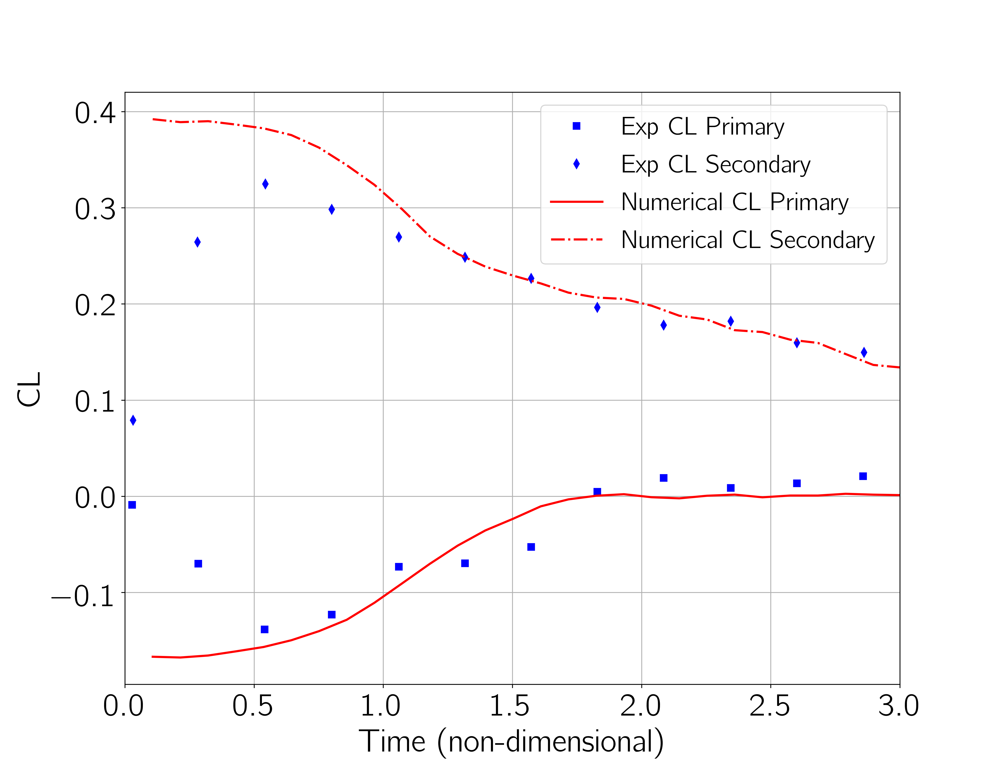 0.4
0.3
0.2
0.1
0.0
−0.1
CL
Exp CL Primary
Exp CL Secondary
Numerical CL Primary
Numerical CL Secondary
0.0 0.5 1.0 1.5 2.0 2.5 3.0
Time (non-dimensional)